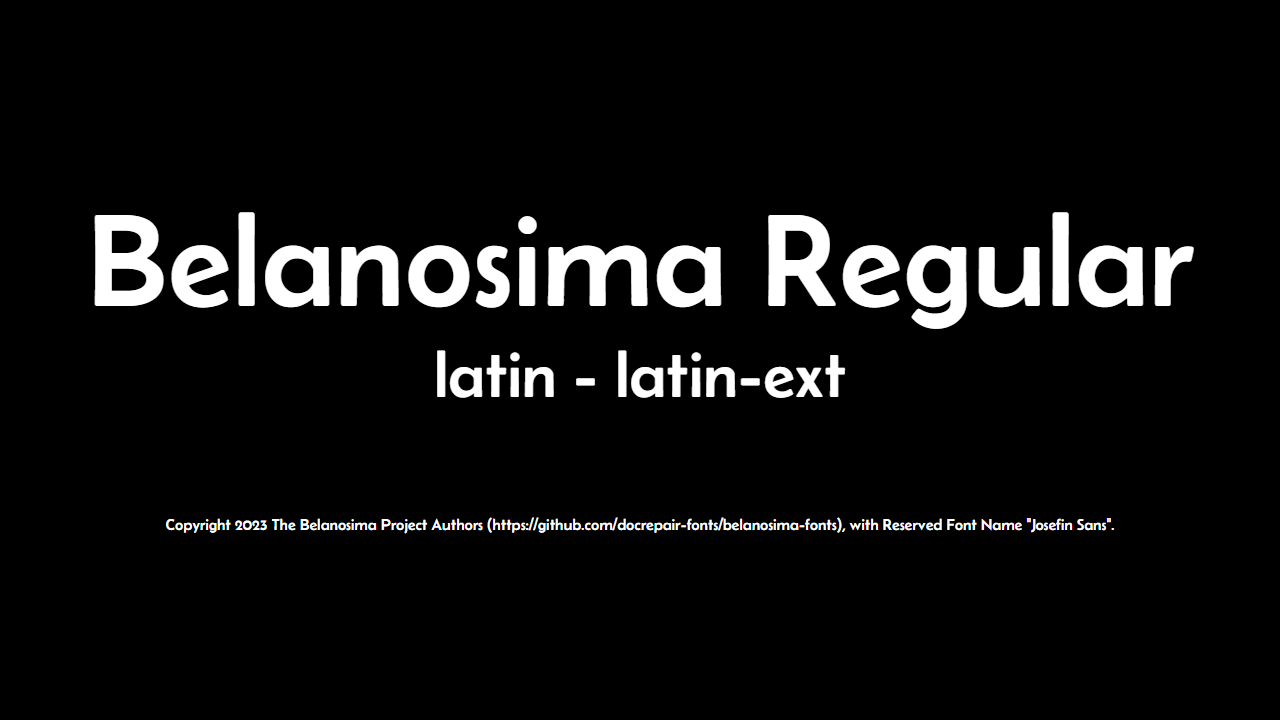 Belanosima Regular
latin - latin-ext
Copyright 2023 The Belanosima Project Authors (https://github.com/docrepair-fonts/belanosima-fonts), with Reserved Font Name "Josefin Sans".